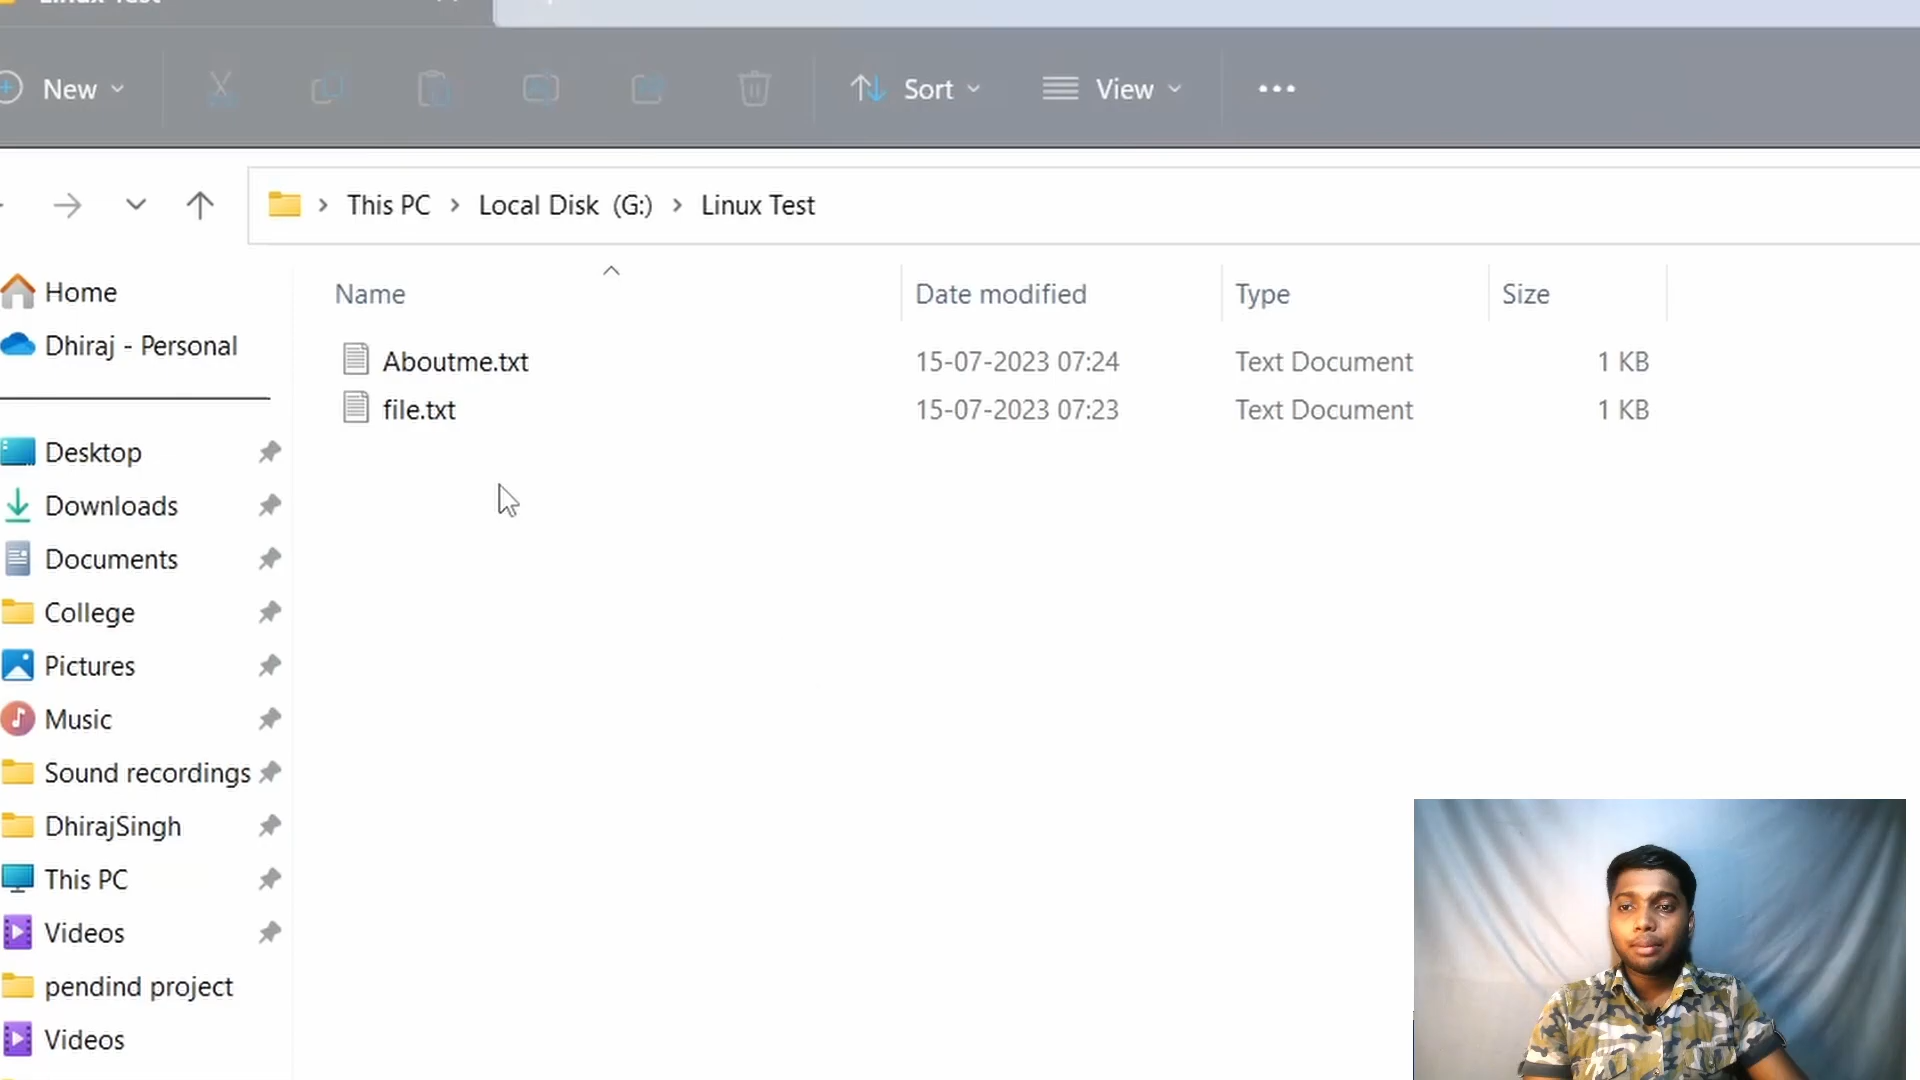 Linux Test
New
Sort
View
This PC
Local Disk (G:)
Linux Test
Name
Date modified
Type
Size
Aboutme.txt
15-07-2023 07:24
Text Document
1 KB
file.txt
15-07-2023 07:23
Text Document
1 KB
Home
Dhiraj - Personal
Desktop
Downloads
Documents
College
Pictures
Music
Sound recordings
DhirajSingh
This PC
Videos
pendind project
Videos